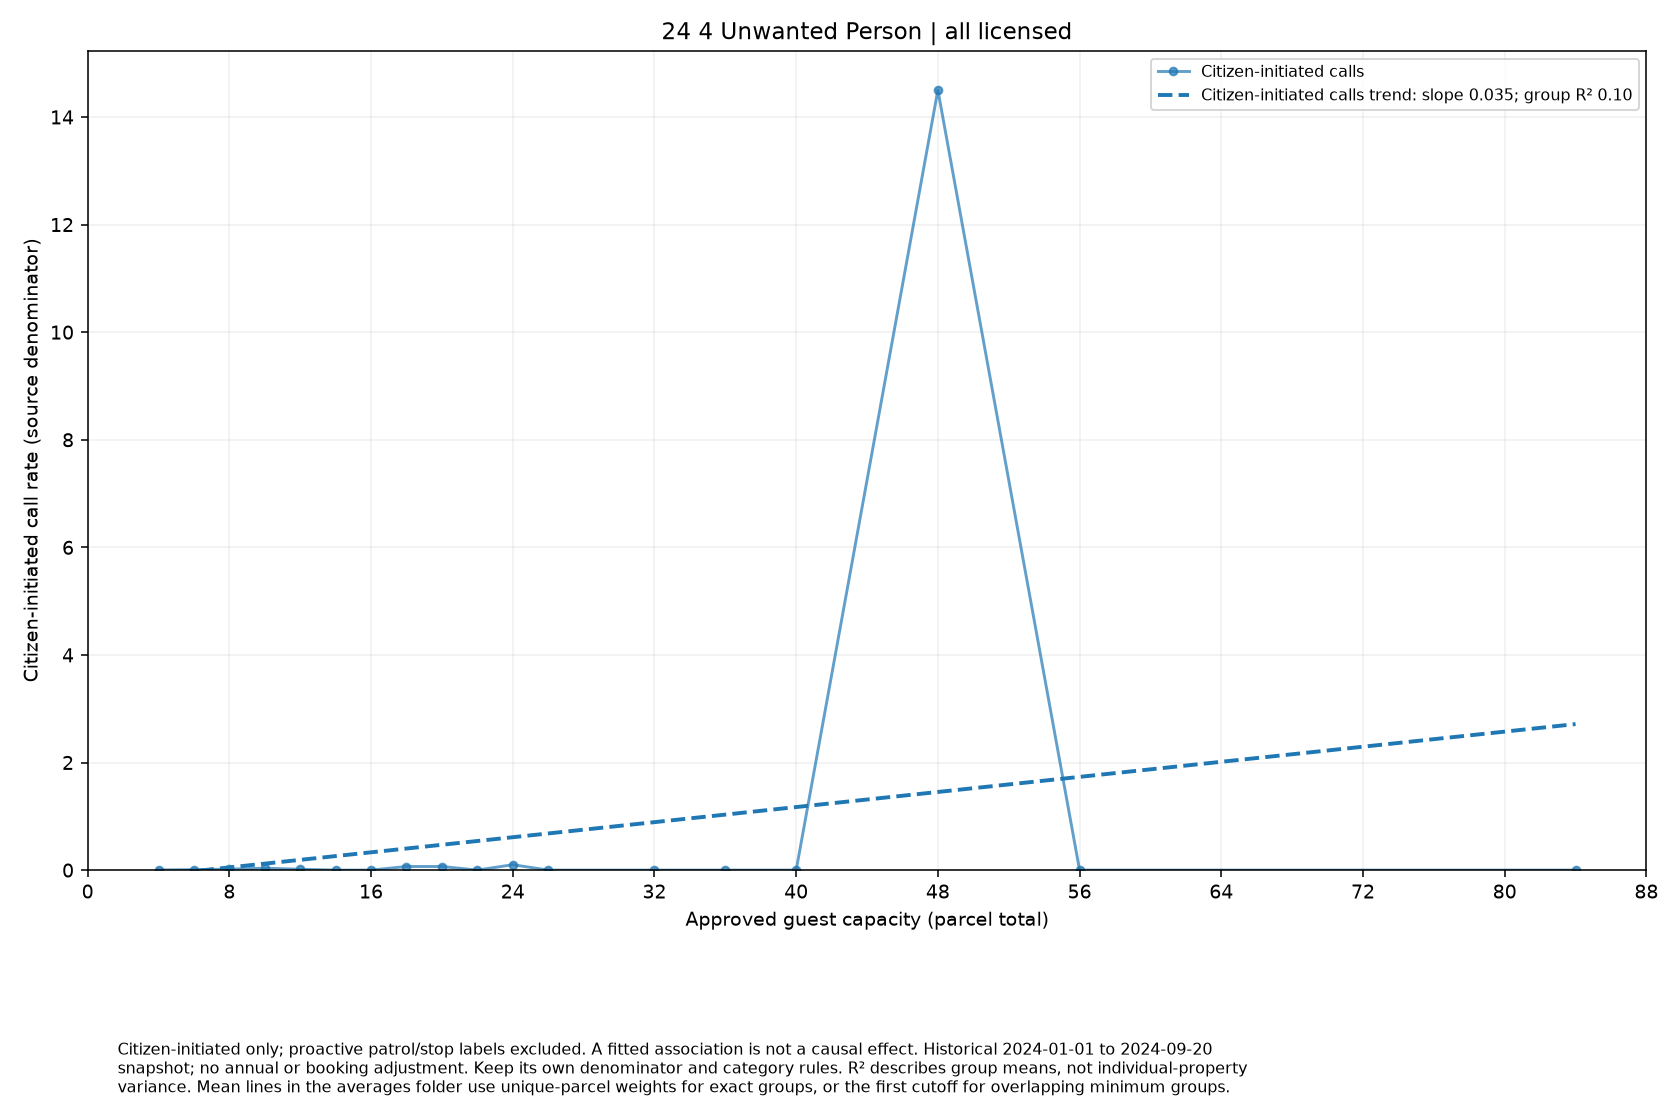 24 4 Unwanted Person | all licensed
Citizen-initiated calls
Citizen-initiated calls trend: slope 0.035; group R² 0.10
Citizen-initiated call rate (source denominator)
14
12
10
8
6
4
2
0
0 8 16 24 32 40 48 56 64 72 80 88
Approved guest capacity (parcel total)
Citizen-initiated only; proactive patrol/stop labels excluded. A fitted association is not a causal effect. Historical 2024-01-01 to 2024-09-20
snapshot; no annual or booking adjustment. Keep its own denominator and category rules. R² describes group means, not individual-property
variance. Mean lines in the averages folder use unique-parcel weights for exact groups, or the first cutoff for overlapping minimum groups.